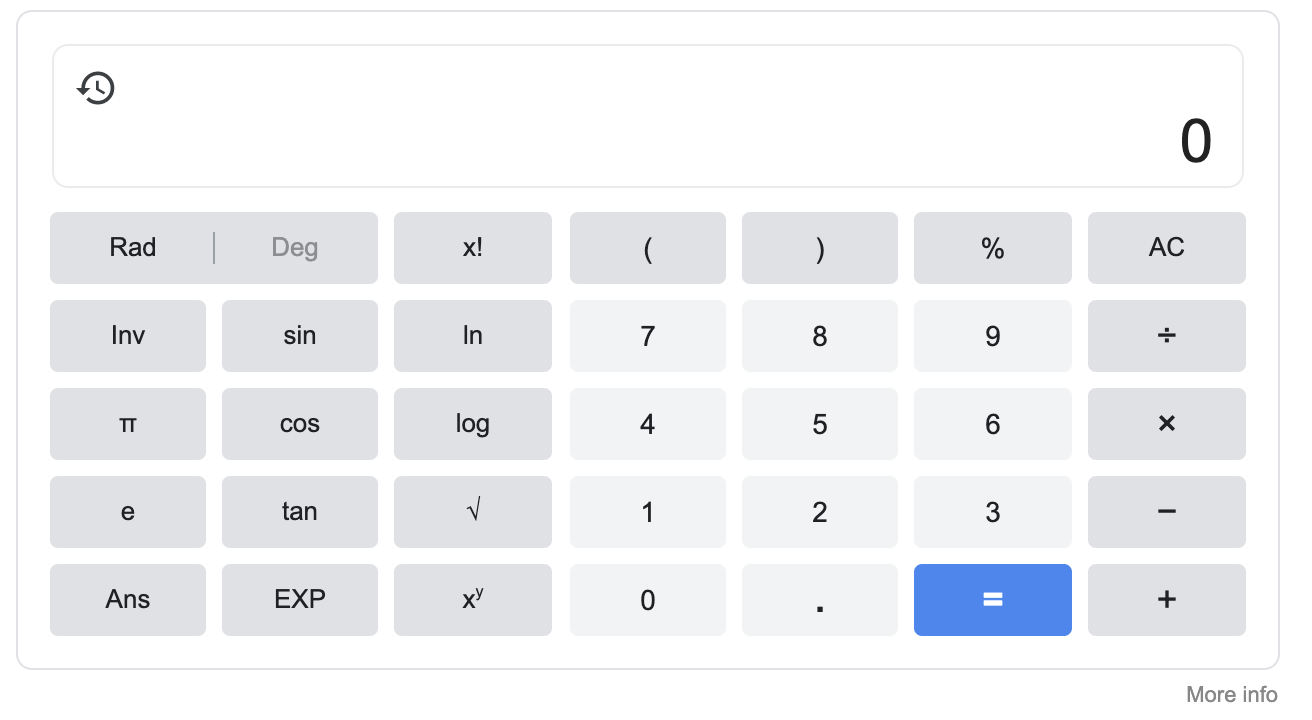 0
Rad | Deg x! ( ) % AC
Inv sin ln 7 8 9 ÷
π cos log 4 5 6 ×
e tan √ 1 2 3 −
Ans EXP xʸ 0 . = +
More info